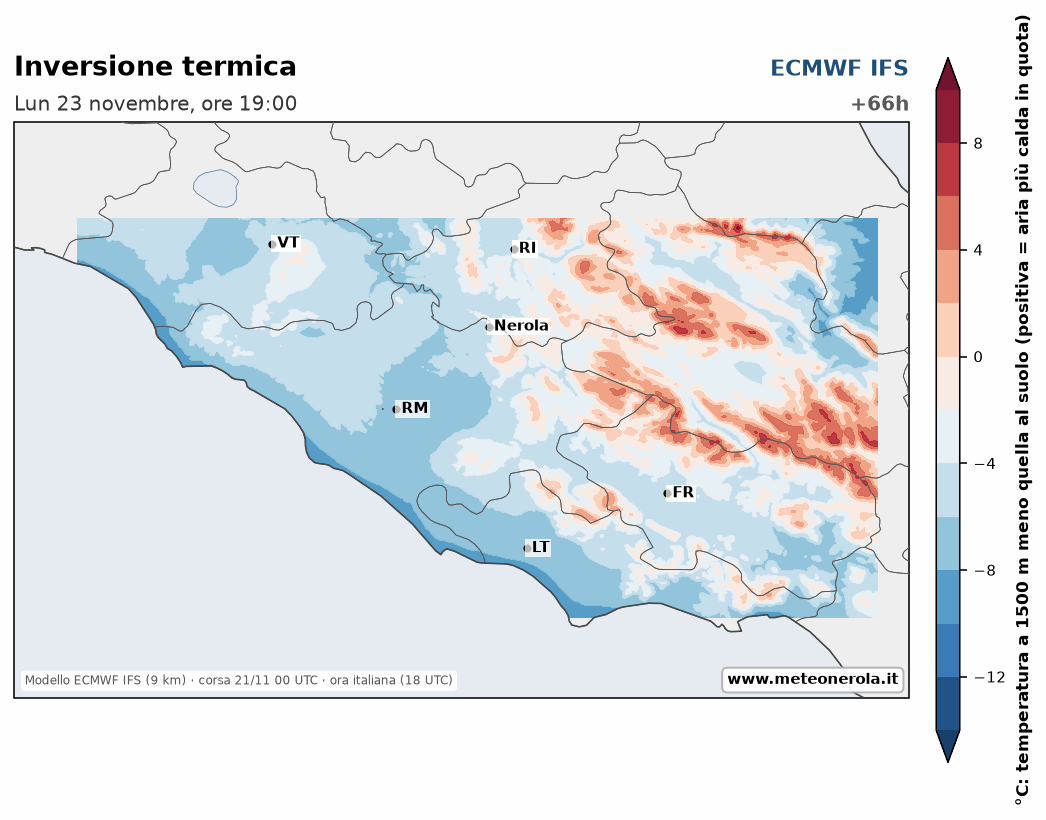 Inversione termica
ECMWF IFS
Lun 23 novembre, ore 19:00
+66h
VT
RI
Nerola
RM
FR
LT
Modello ECMWF IFS (9 km) · corsa 21/11 00 UTC · ora italiana (18 UTC)
www.meteonerola.it
8
4
0
−4
−8
−12
°C: temperatura a 1500 m meno quella al suolo (positiva = aria più calda in quota)